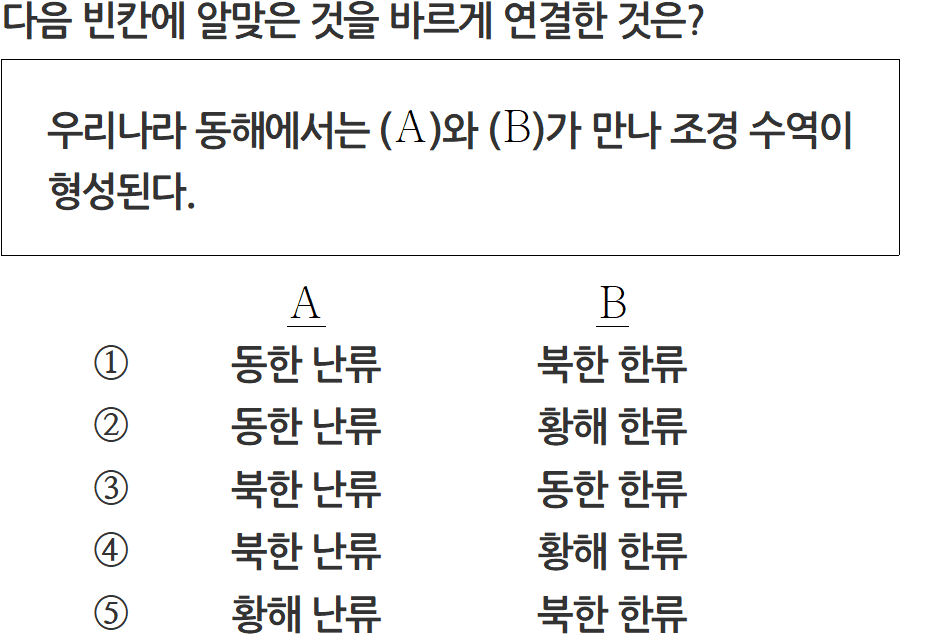 다음 빈칸에 알맞은 것을 바르게 연결한 것은?
우리나라 동해에서는 (A)와 (B)가 만나 조경 수역이
형성된다.
A B
① 동한 난류 북한 한류
② 동한 난류 황해 한류
③ 북한 난류 동한 한류
④ 북한 난류 황해 한류
⑤ 황해 난류 북한 한류